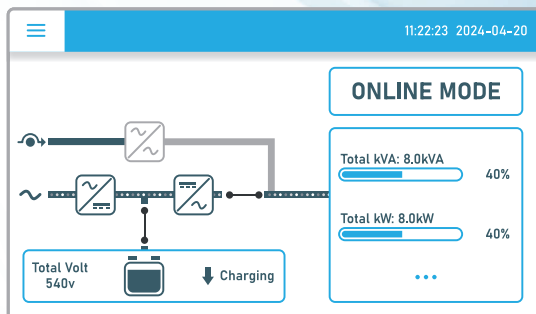 11:22:23 2024-04-20
ONLINE MODE
Total kVA: 8.0kVA
40%
Total kW: 8.0kW
40%
Total Volt
540v
Charging